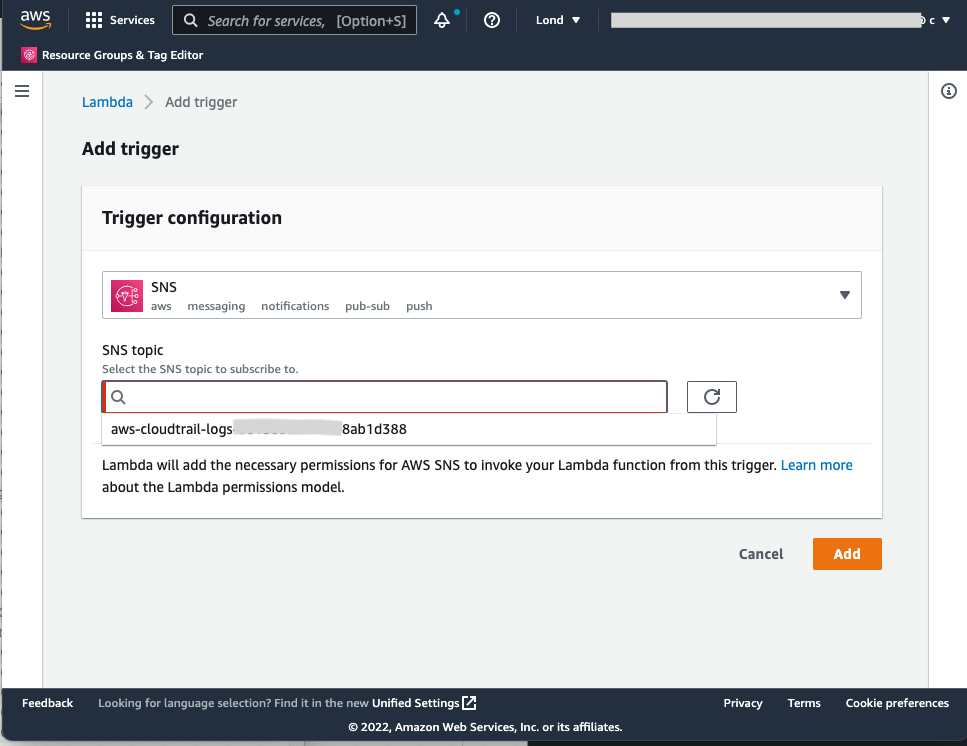 aws
Services
Search for services, [Option+S]
Lond
c
Resource Groups & Tag Editor
Lambda
Add trigger
Add trigger
Trigger configuration
SNS
aws messaging notifications pub-sub push
SNS topic
Select the SNS topic to subscribe to.
aws-cloudtrail-logs- 8ab1d388
Lambda will add the necessary permissions for AWS SNS to invoke your Lambda function from this trigger. Learn more
about the Lambda permissions model.
Cancel
Add
Feedback
Looking for language selection? Find it in the new Unified Settings
Privacy
Terms
Cookie preferences
© 2022, Amazon Web Services, Inc. or its affiliates.